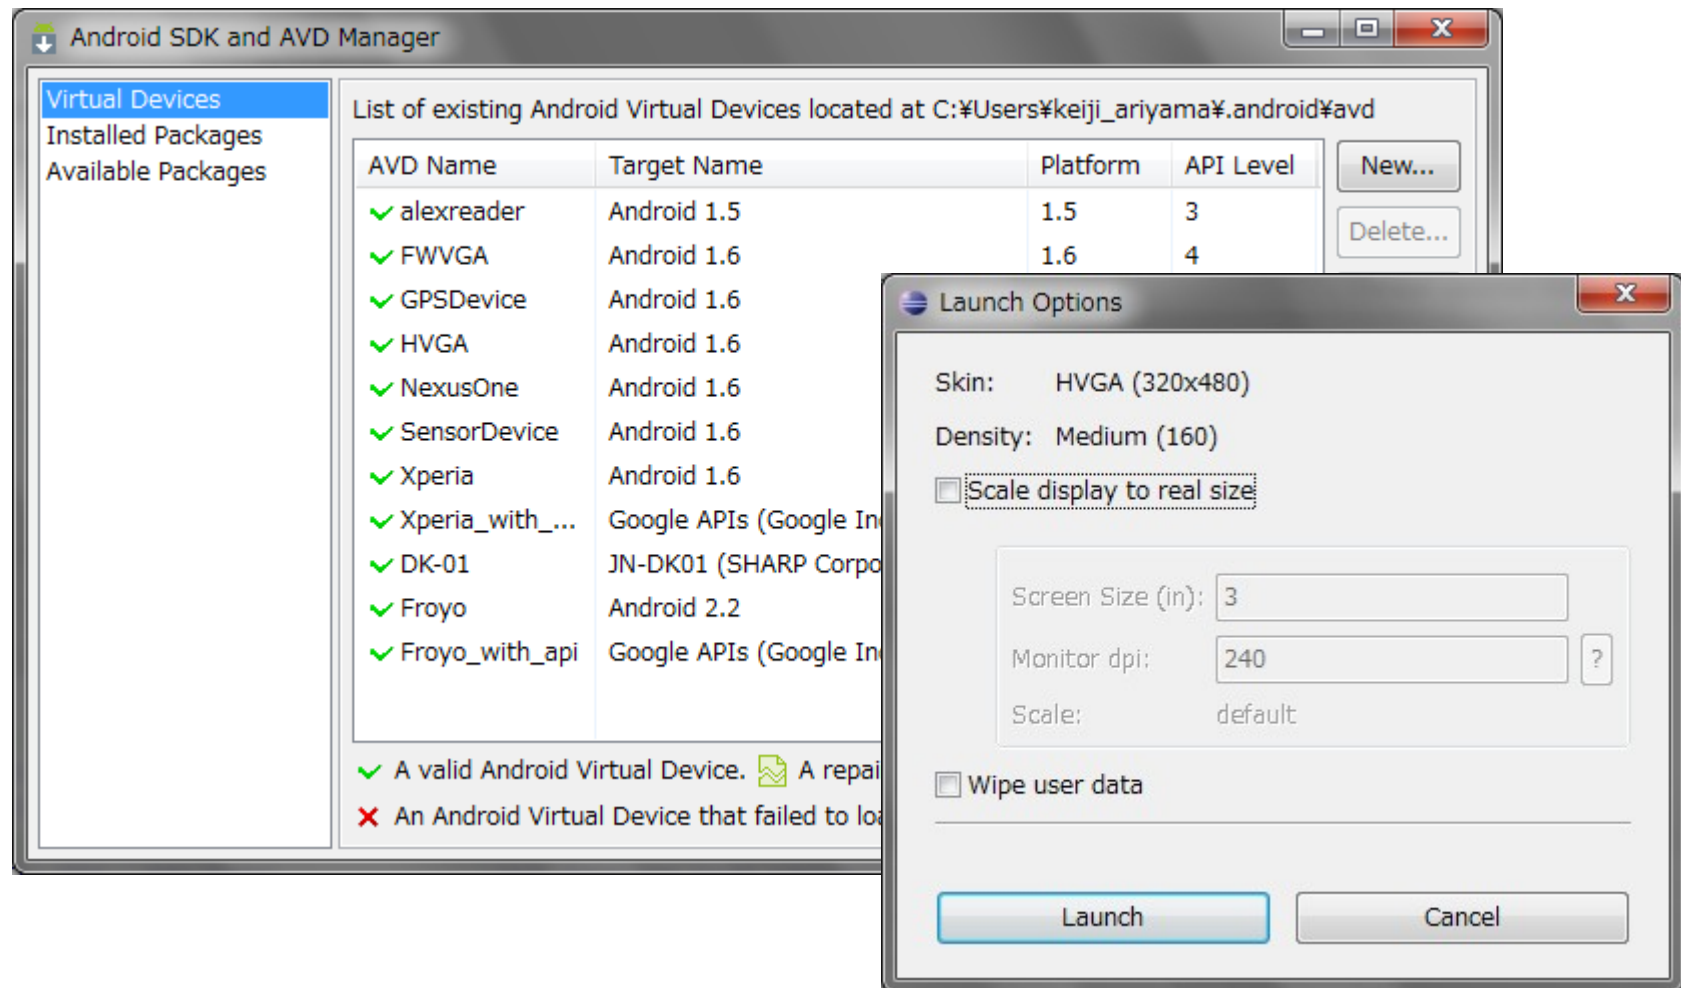 Android SDK and AVD Manager
Virtual Devices
Installed Packages
Available Packages
List of existing Android Virtual Devices located at C:¥Users¥keiji_ariyama¥.android¥avd
AVD Name Target Name Platform API Level
New...
alexreader Android 1.5 1.5 3
Delete...
FWVGA Android 1.6 1.6 4
GPSDevice Android 1.6
HVGA Android 1.6
NexusOne Android 1.6
SensorDevice Android 1.6
Xperia Android 1.6
Xperia_with_... Google APIs (Google In
DK-01 JN-DK01 (SHARP Corpo
Froyo Android 2.2
Froyo_with_api Google APIs (Google In
A valid Android Virtual Device. A repai
An Android Virtual Device that failed to loa
Launch Options
Skin: HVGA (320x480)
Density: Medium (160)
Scale display to real size
Screen Size (in): 3
Monitor dpi: 240 ?
Scale: default
Wipe user data
Launch Cancel